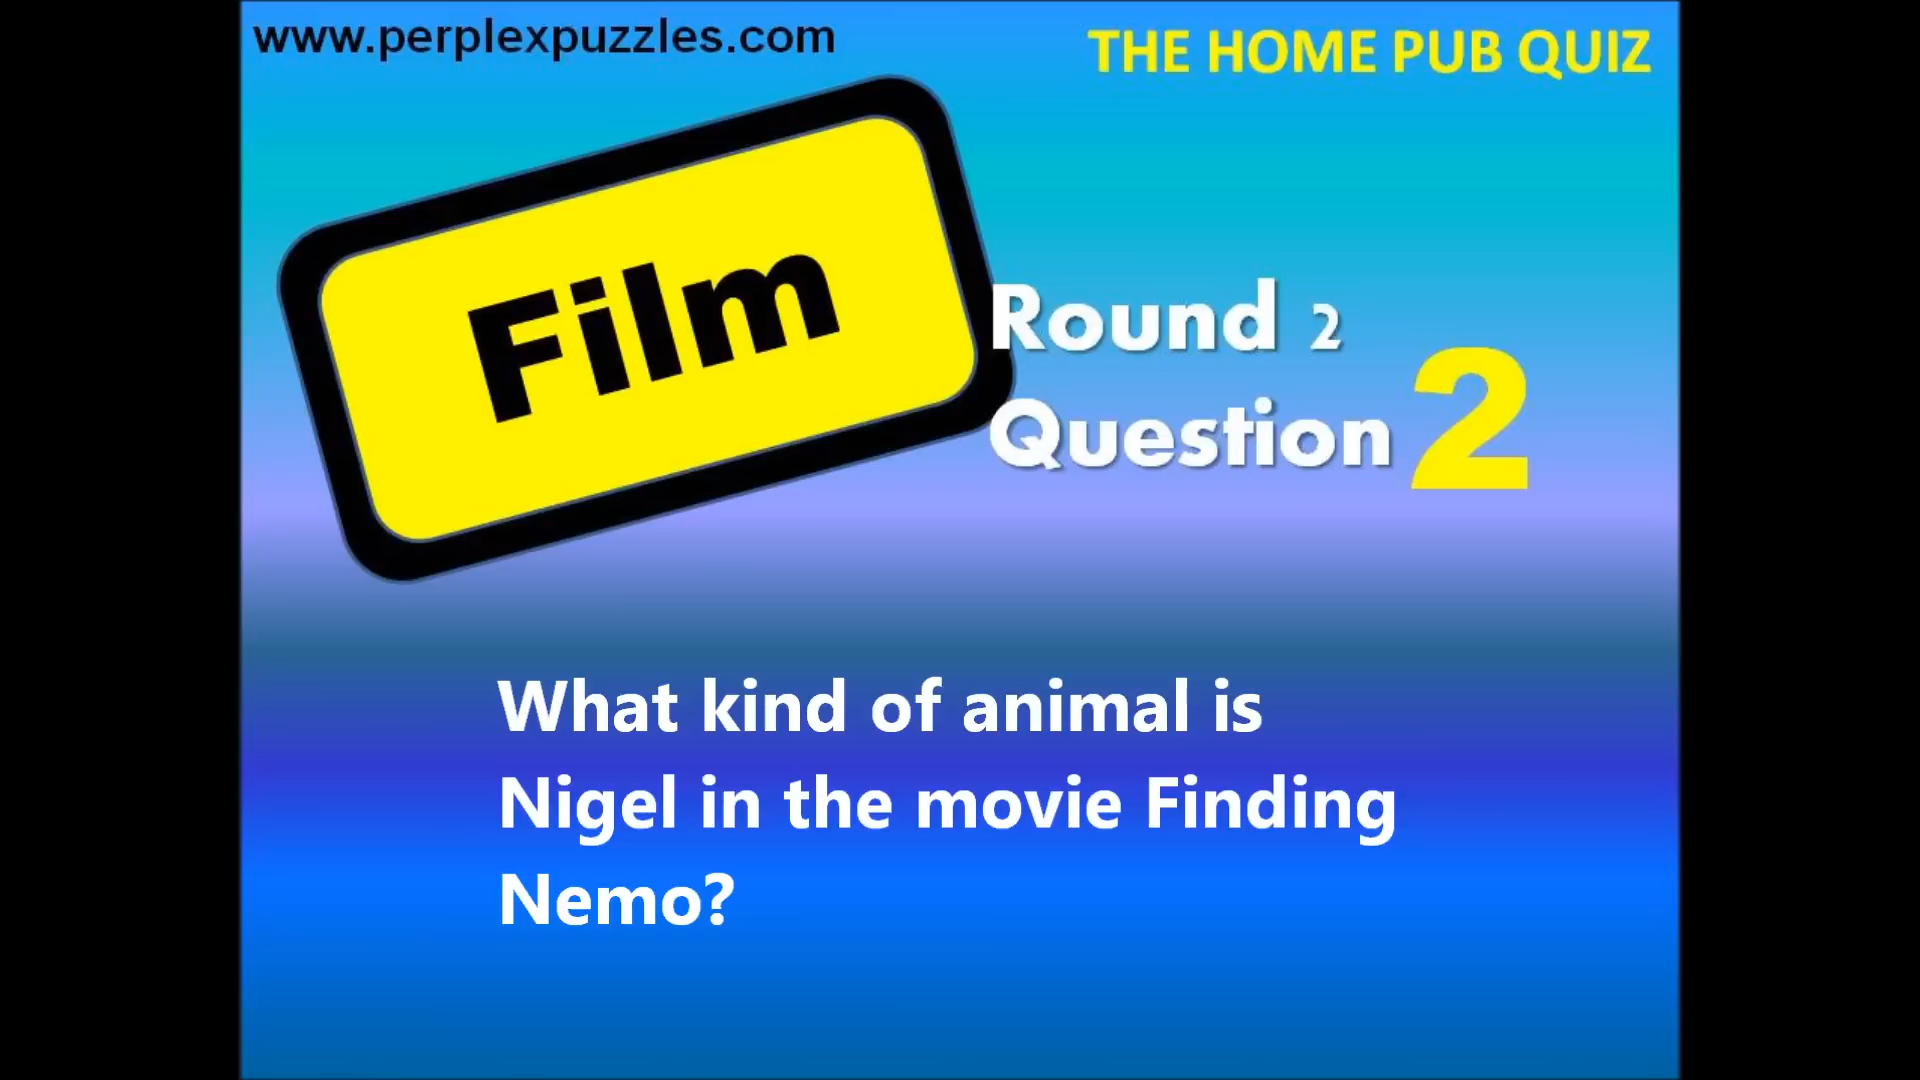 www.perplexpuzzles.com
THE HOME PUB QUIZ
Film
Round 2
Question 2
What kind of animal is
Nigel in the movie Finding
Nemo?